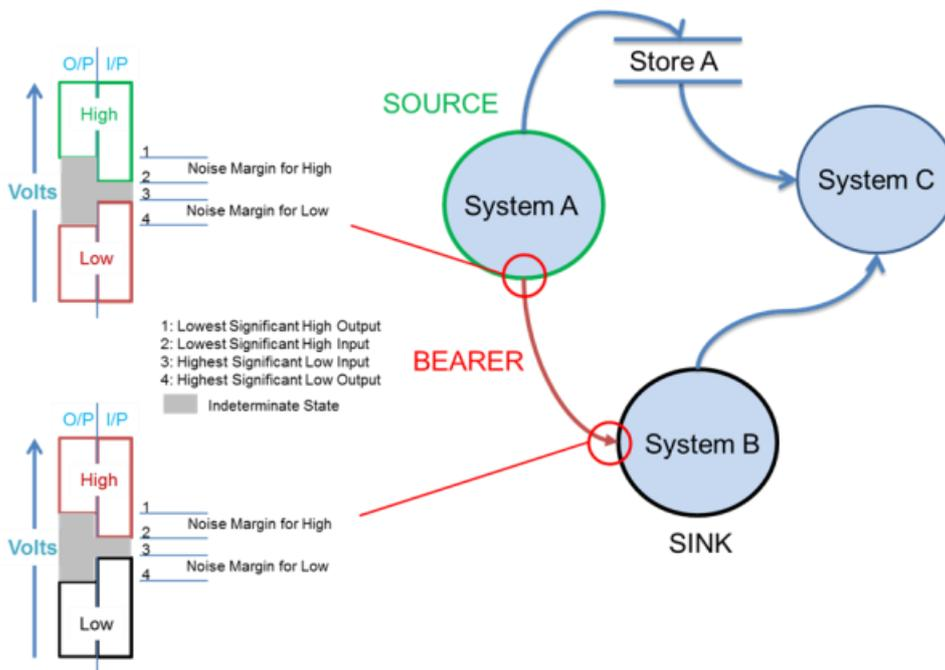 O/P I/P
High
Volts
Low
1
2
3
4
Noise Margin for High
Noise Margin for Low
1: Lowest Significant High Output
2: Lowest Significant High Input
3: Highest Significant Low Input
4: Highest Significant Low Output
Indeterminate State
O/P I/P
High
Volts
Low
1
2
3
4
Noise Margin for High
Noise Margin for Low
SOURCE
Store A
System A
System C
BEARER
System B
SINK